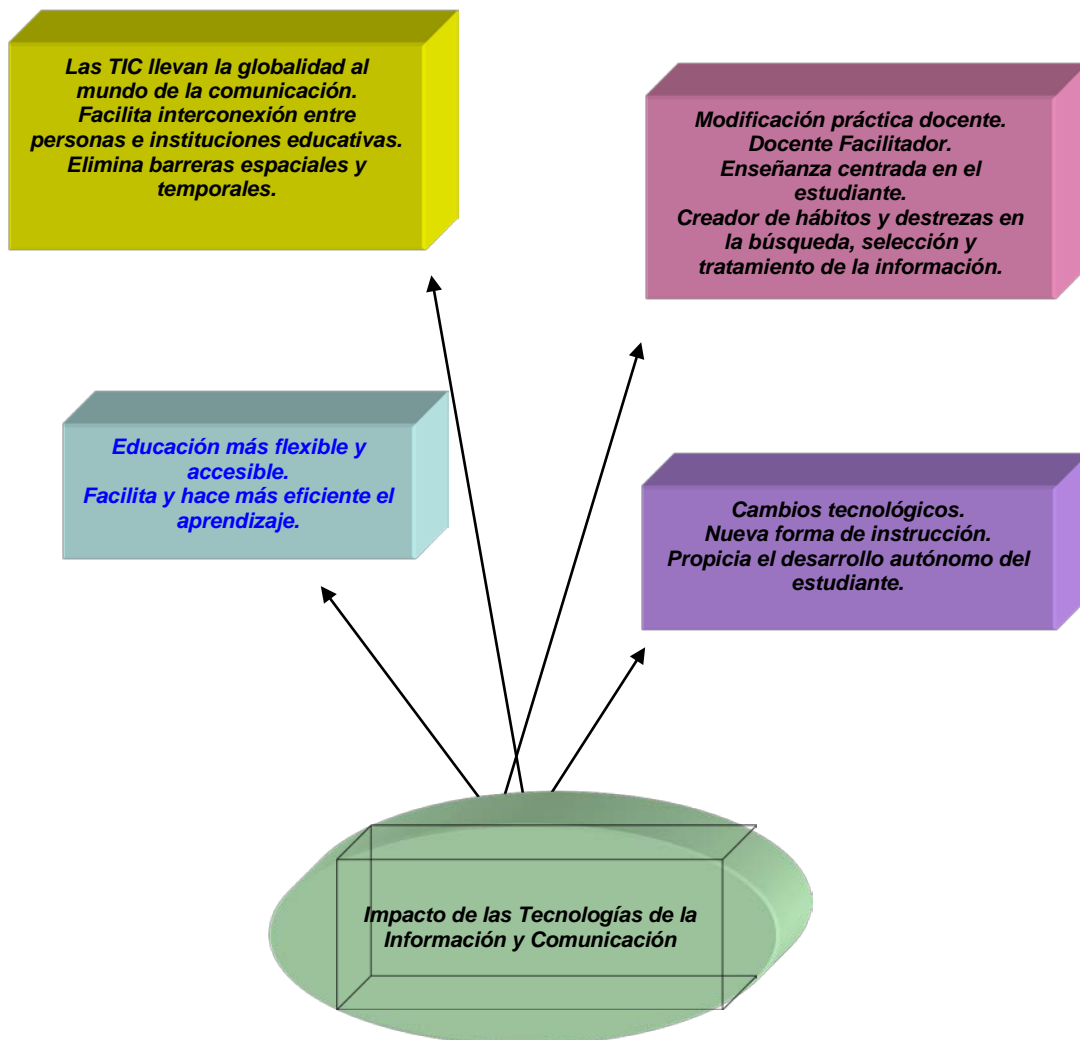 Las TIC llevan la globalidad al
mundo de la comunicación.
Facilita interconexión entre
personas e instituciones educativas.
Elimina barreras espaciales y
temporales.
Modificación práctica docente.
Docente Facilitador.
Enseñanza centrada en el
estudiante.
Creador de hábitos y destrezas en
la búsqueda, selección y
tratamiento de la información.
Educación más flexible y
accesible.
Facilita y hace más eficiente el
aprendizaje.
Cambios tecnológicos.
Nueva forma de instrucción.
Propicia el desarrollo autónomo del
estudiante.
Impacto de las Tecnologías de la
Información y Comunicación